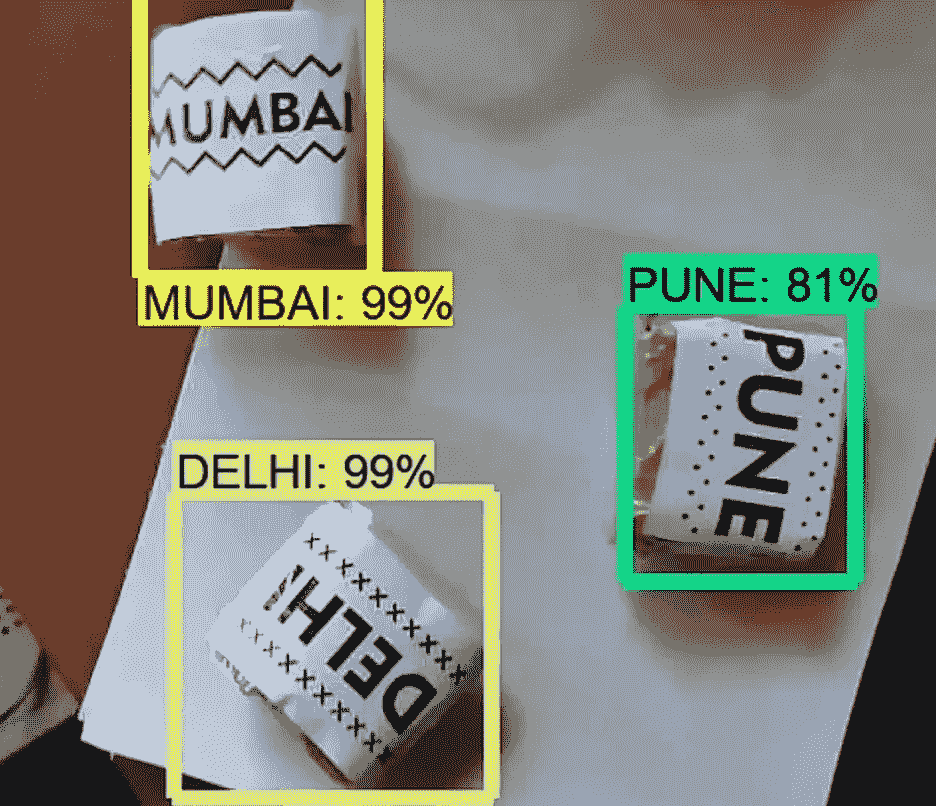 MUMBAI
MUMBAI: 99%
PUNE: 81%
PUNE
DELHI: 99%
DELHI